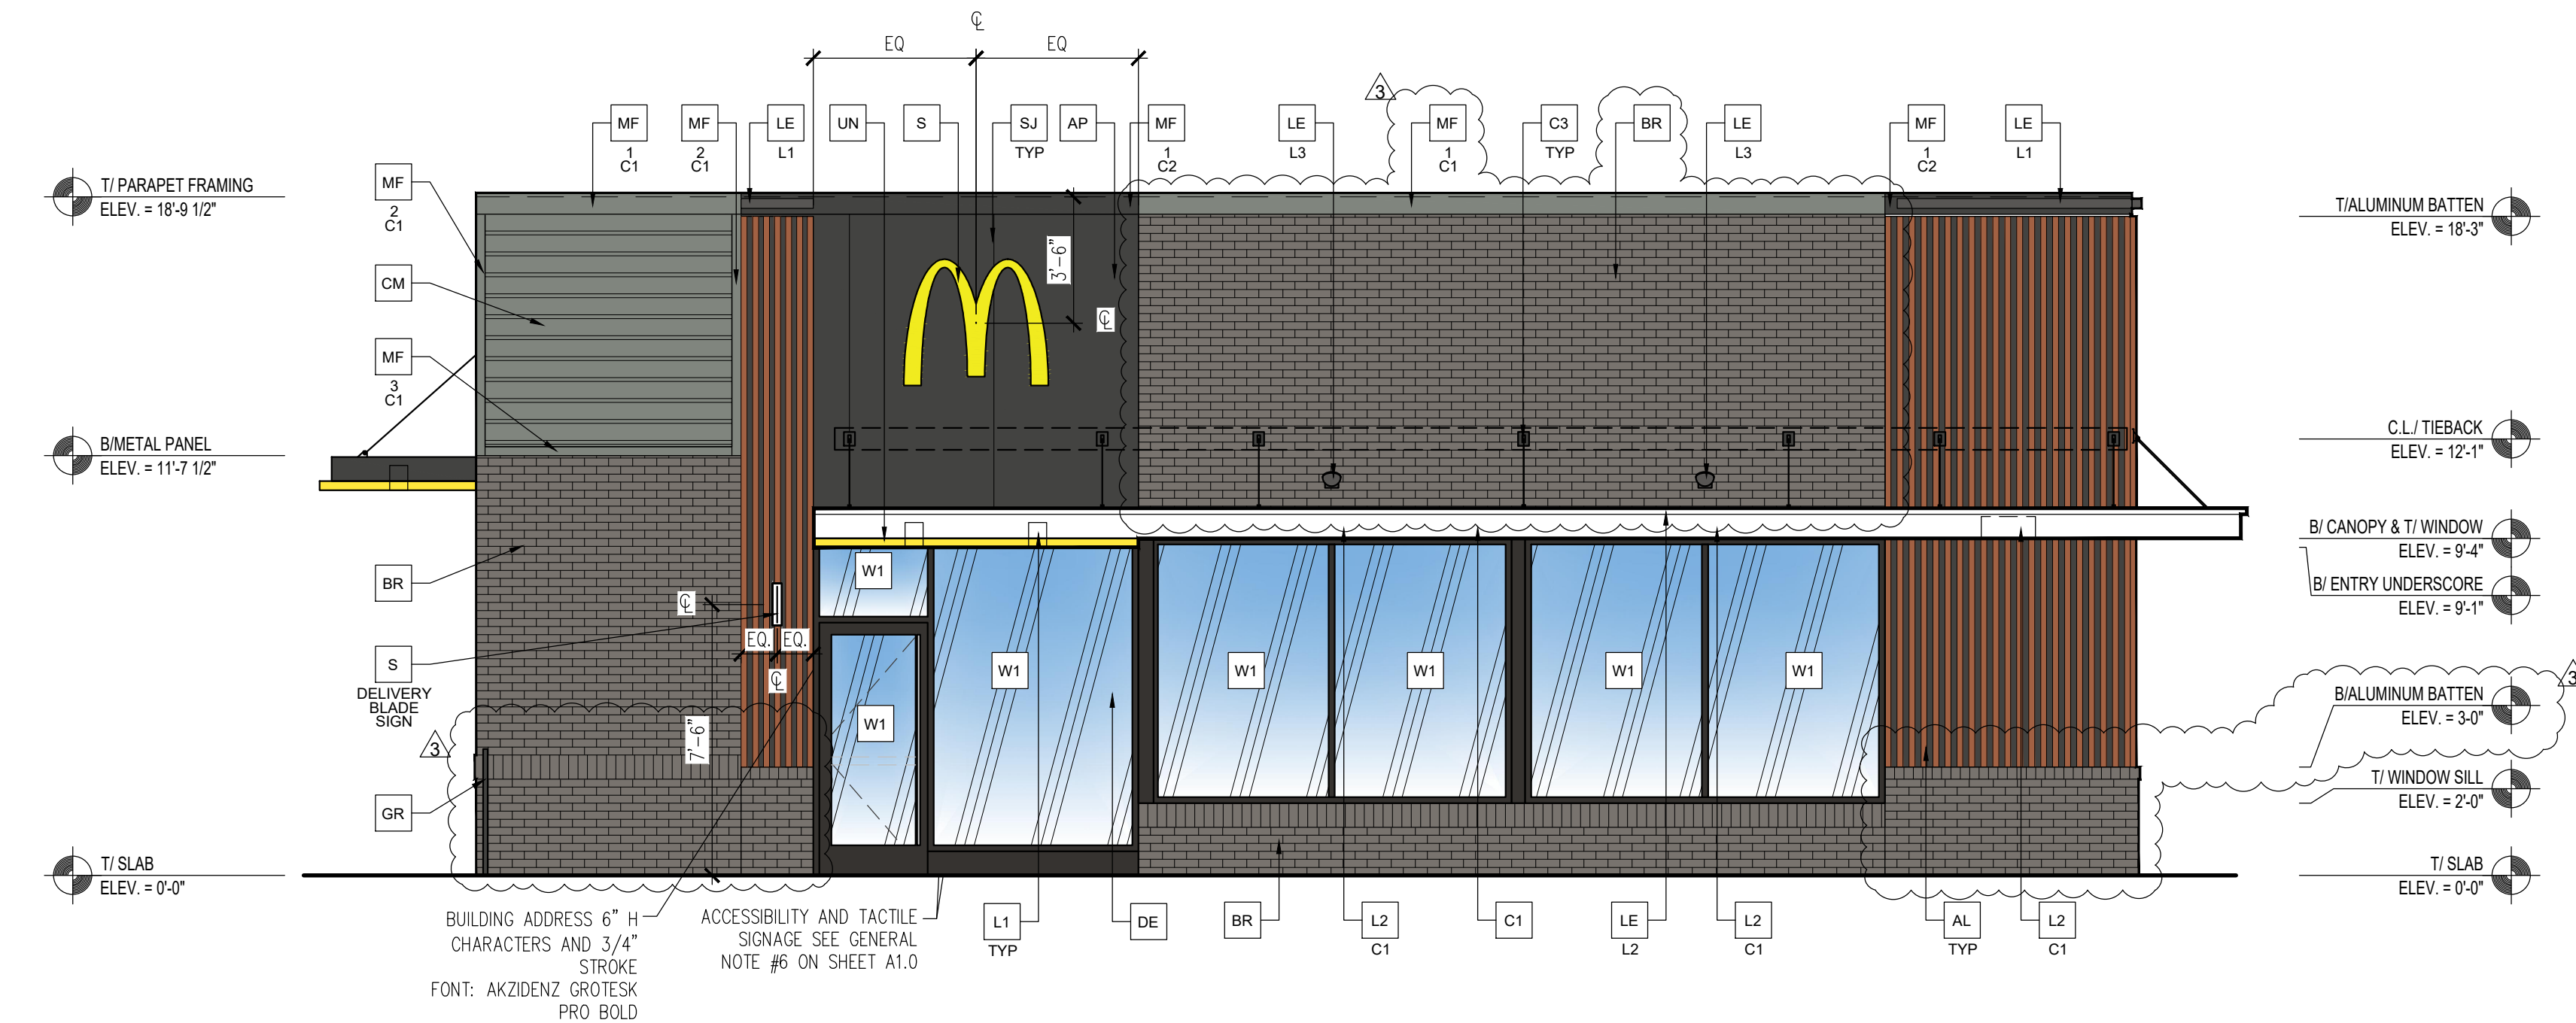 ℄
EQ
EQ
3
MF
1
C1
MF
2
C1
LE
L1
UN
S
SJ
TYP
AP
MF
1
C2
LE
L3
MF
1
C1
C3
TYP
BR
LE
L3
MF
1
C2
LE
L1
T/ PARAPET FRAMING
ELEV. = 18'-9 1/2"
MF
2
C1
CM
MF
3
C1
3'-6"
℄
T/ALUMINUM BATTEN
ELEV. = 18'-3"
B/METAL PANEL
ELEV. = 11'-7 1/2"
C.L./ TIEBACK
ELEV. = 12'-1"
B/ CANOPY & T/ WINDOW
ELEV. = 9'-4"
B/ ENTRY UNDERSCORE
ELEV. = 9'-1"
BR
W1
℄
EQ.
EQ.
℄
S
DELIVERY
BLADE
SIGN
W1
W1
W1
W1
W1
W1
7'-6"
3
3
B/ALUMINUM BATTEN
ELEV. = 3-0"
GR
T/ WINDOW SILL
ELEV. = 2'-0"
T/ SLAB
ELEV. = 0'-0"
T/ SLAB
ELEV. = 0'-0"
BUILDING ADDRESS 6" H
CHARACTERS AND 3/4"
STROKE
FONT: AKZIDENZ GROTESK
PRO BOLD
ACCESSIBILITY AND TACTILE
SIGNAGE SEE GENERAL
NOTE #6 ON SHEET A1.0
L1
TYP
DE
BR
L2
C1
C1
LE
L2
L2
C1
AL
TYP
L2
C1